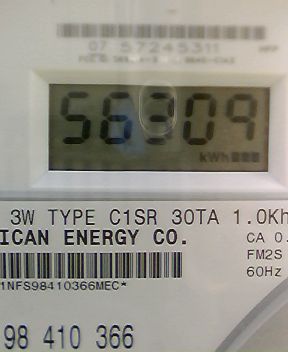 07 57245311
56309
kWh
3W TYPE C1SR 30TA 1.0Kh
ICAN ENERGY CO.
CA 0.
FM2S
60Hz
1NFS98410366MEC*
98 410 366